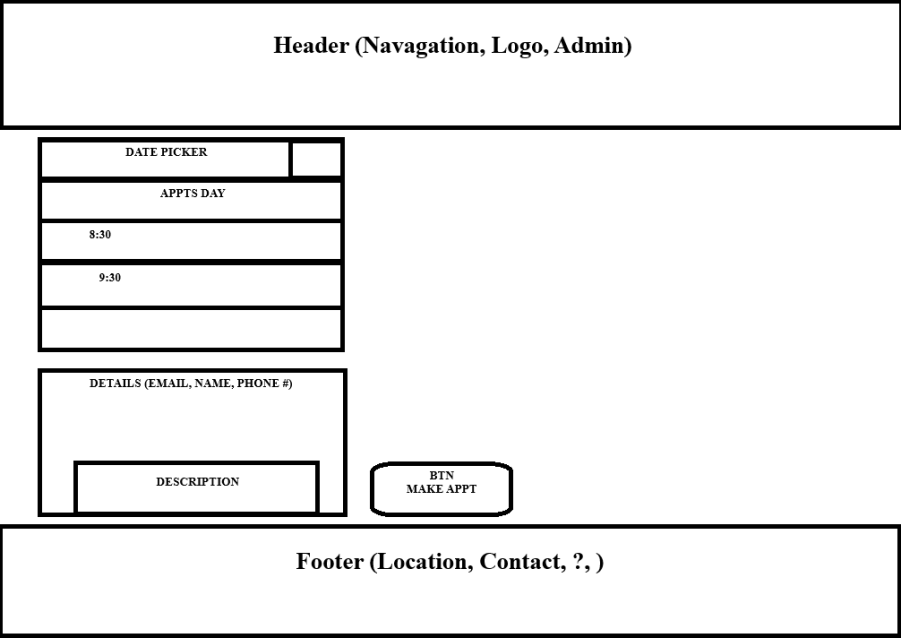 Header (Navagation, Logo, Admin)
DATE PICKER
APPTS DAY
8:30
9:30
DETAILS (EMAIL, NAME, PHONE #)
DESCRIPTION
BTN
MAKE APPT
Footer (Location, Contact, ?, )